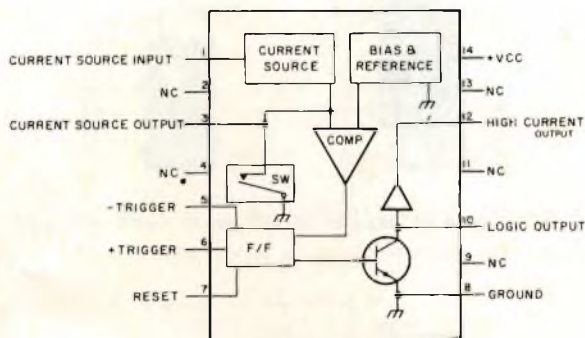 CURRENT SOURCE INPUT
1
CURRENT
SOURCE
BIAS &
REFERENCE
14
+VCC
NC
2
13
NC
CURRENT SOURCE OUTPUT
3
12
HIGH CURRENT
OUTPUT
COMP
NC
4
11
NC
SW
-TRIGGER
5
10
LOGIC OUTPUT
+TRIGGER
6
F/F
9
NC
RESET
7
8
GROUND